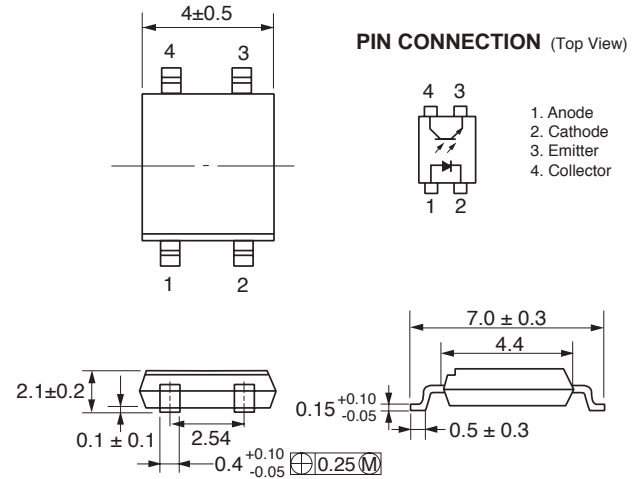 4±0.5
PIN CONNECTION (Top View)
4 3
4 3
1. Anode
2. Cathode
3. Emitter
4. Collector
1 2
1 2
7.0 ± 0.3
4.4
2.1±0.2
0.15 +0.10 -0.05
0.1 ± 0.1
2.54
0.5 ± 0.3
0.4 +0.10 -0.05 ⌖ 0.25 Ⓜ